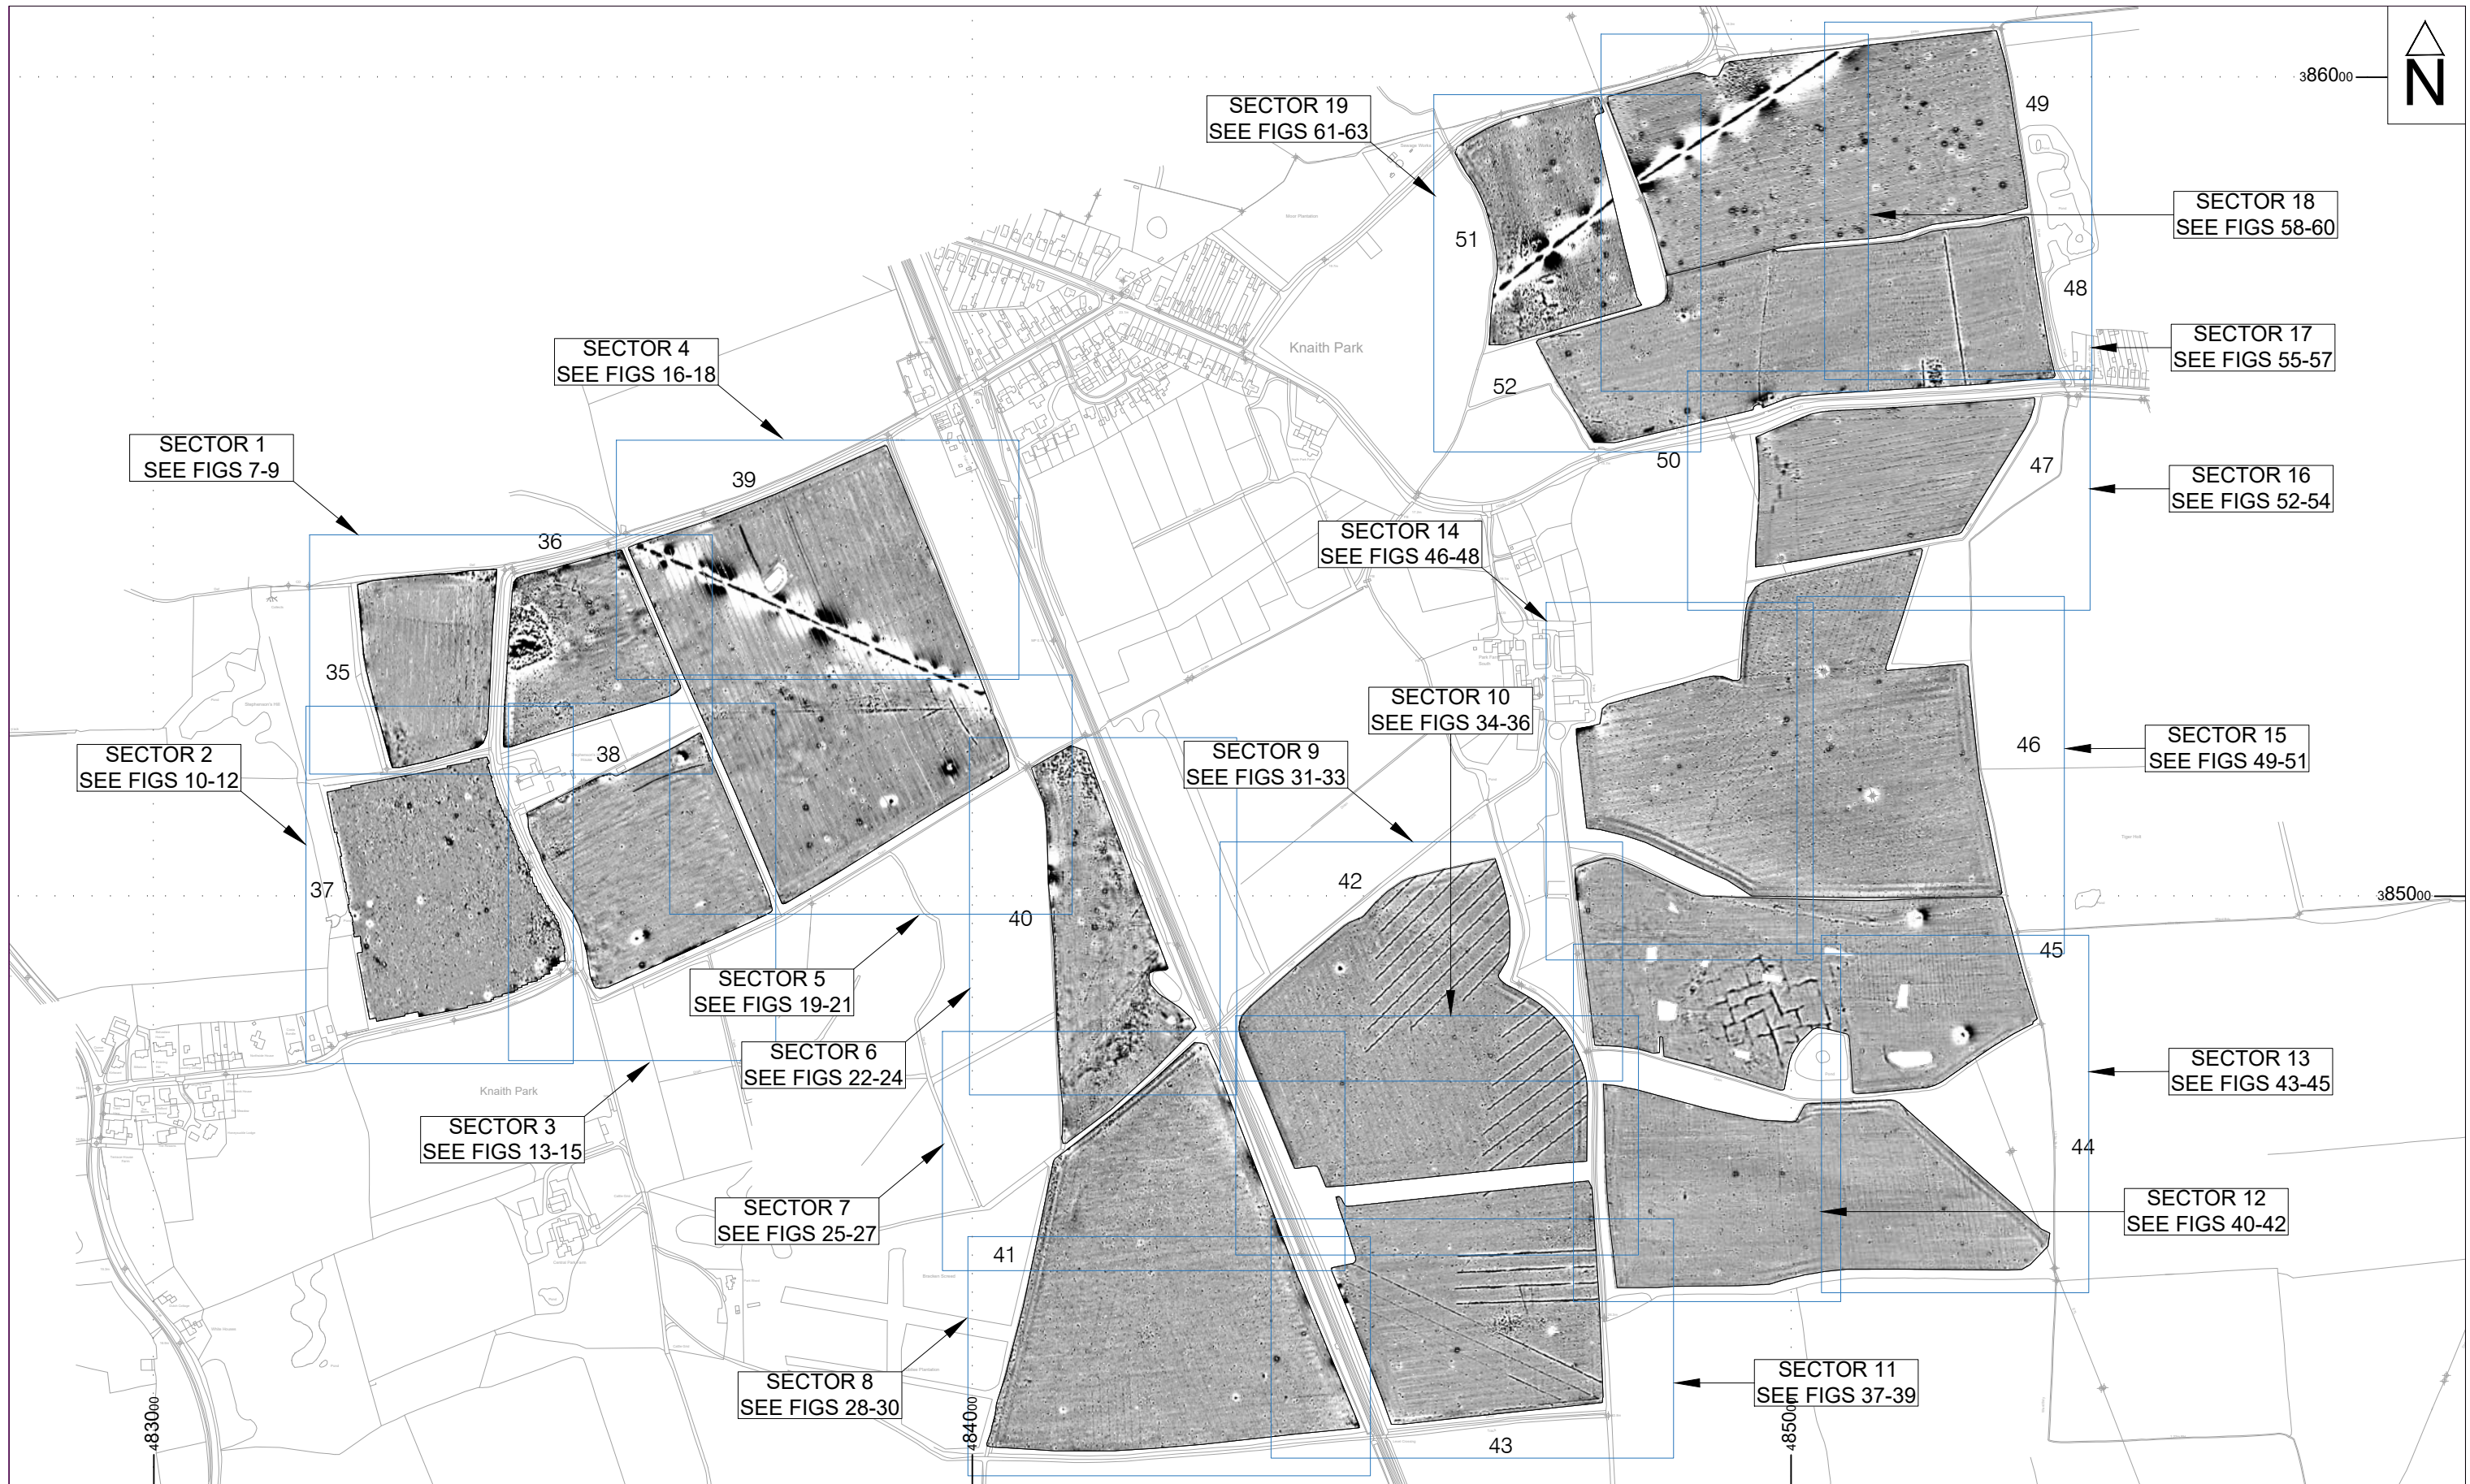 N
386000
SECTOR 19
SEE FIGS 61-63
49
SECTOR 18
SEE FIGS 58-60
51
48
SECTOR 17
SEE FIGS 55-57
Knaith Park
SECTOR 4
SEE FIGS 16-18
52
SECTOR 1
SEE FIGS 7-9
39
50
47
SECTOR 16
SEE FIGS 52-54
36
SECTOR 14
SEE FIGS 46-48
35
SECTOR 10
SEE FIGS 34-36
SECTOR 2
SEE FIGS 10-12
38
SECTOR 9
SEE FIGS 31-33
46
SECTOR 15
SEE FIGS 49-51
Tiger Holt
37
42
385000
40
45
SECTOR 5
SEE FIGS 19-21
SECTOR 6
SEE FIGS 22-24
SECTOR 13
SEE FIGS 43-45
Knaith Park
SECTOR 3
SEE FIGS 13-15
44
SECTOR 7
SEE FIGS 25-27
SECTOR 12
SEE FIGS 40-42
41
SECTOR 8
SEE FIGS 28-30
SECTOR 11
SEE FIGS 37-39
43
483000
484000
485000